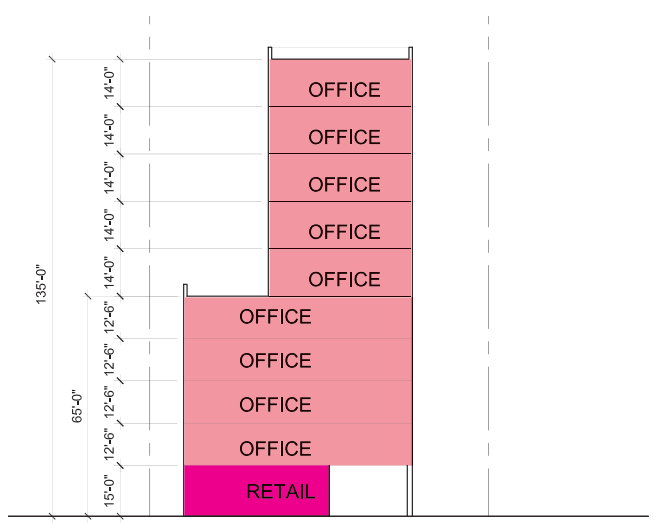 14'-0"
OFFICE
14'-0"
OFFICE
14'-0"
OFFICE
14'-0"
OFFICE
14'-0"
OFFICE
135'-0"
12'-6"
OFFICE
12'-6"
OFFICE
65'-0"
12'-6"
OFFICE
12'-6"
OFFICE
15'-0"
RETAIL